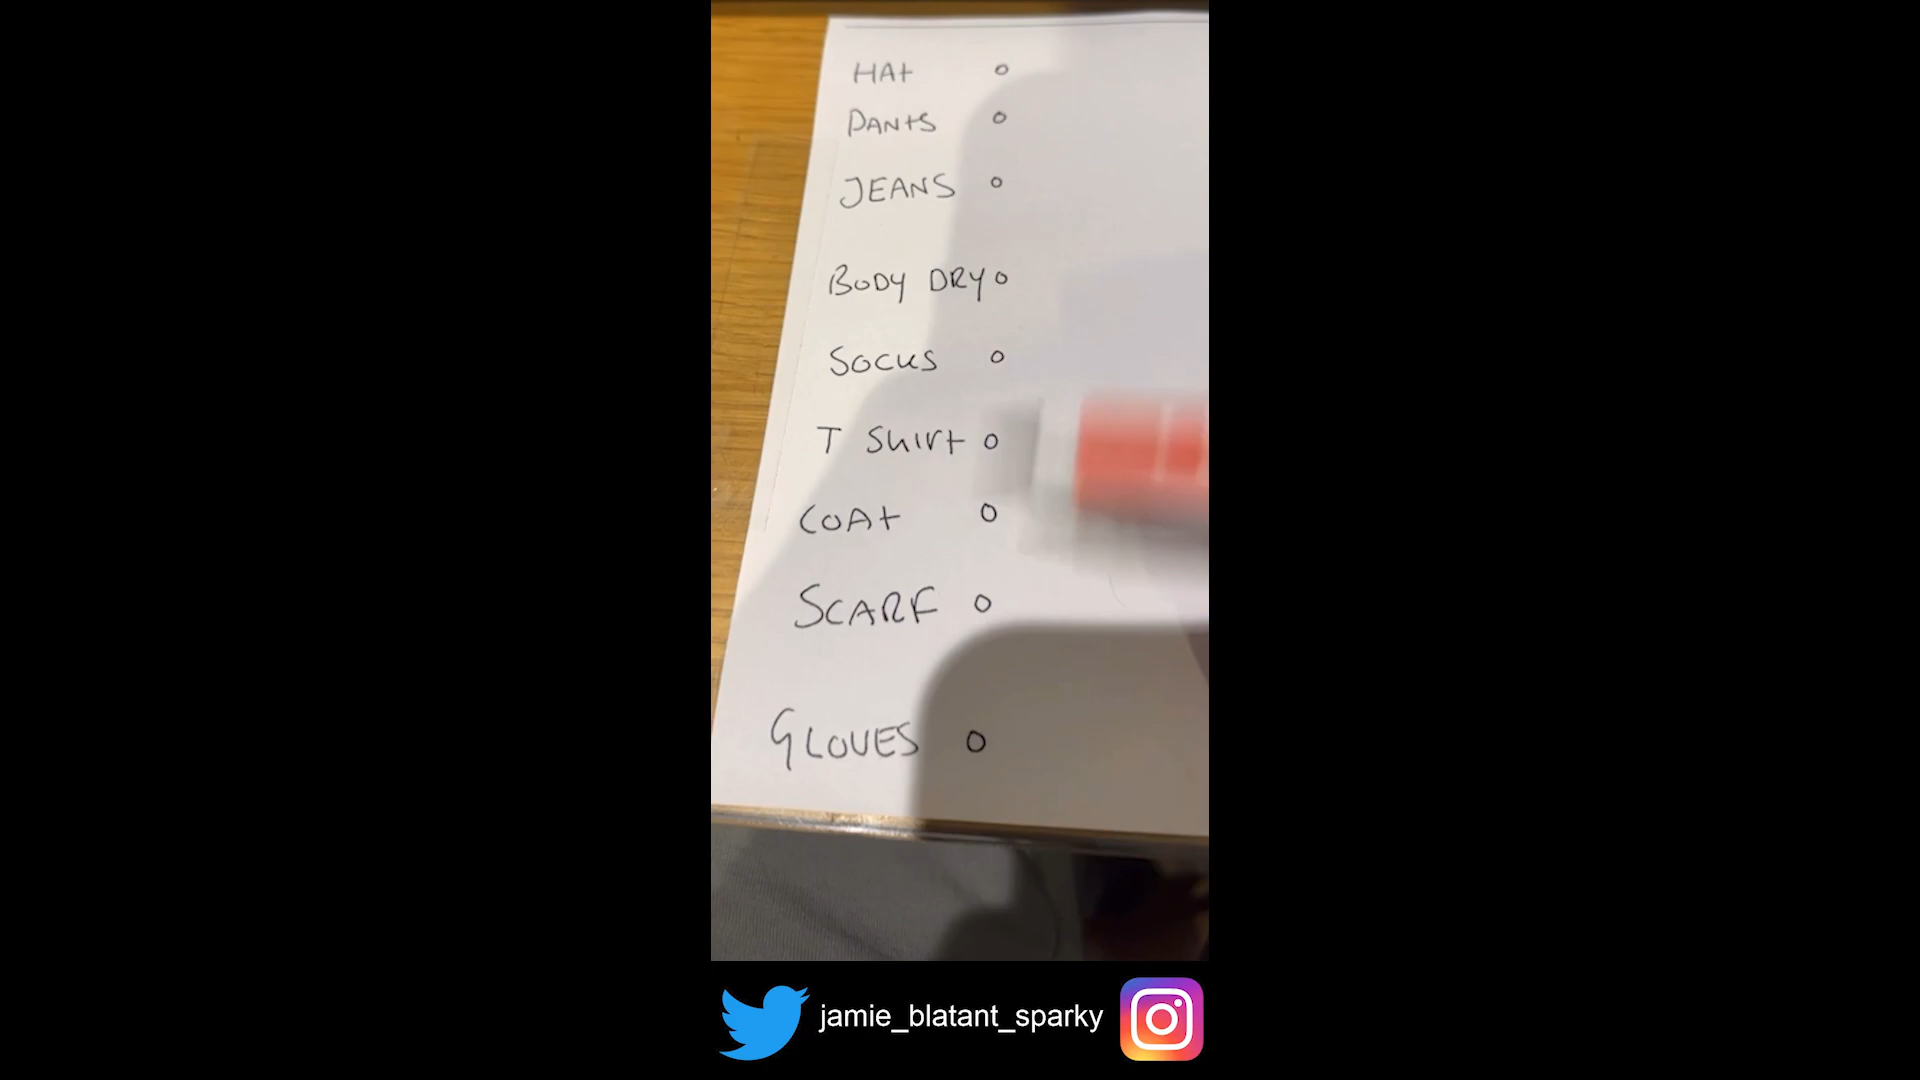 HAt
PANtS
JEANS
BODY DRY
SOCKS
T Shirt
COAt
SCARF
GLOVES
jamie_blatant_sparky